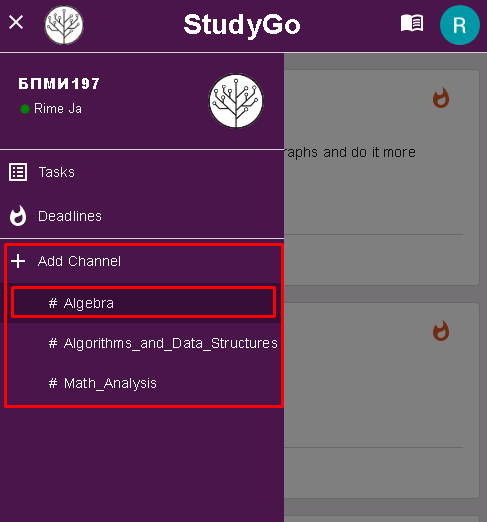 StudyGo
R
БПМИ197
Rime Ja
raphs and do it more
Tasks
Deadlines
Add Channel
# Algebra
# Algorithms_and_Data_Structures
# Math_Analysis